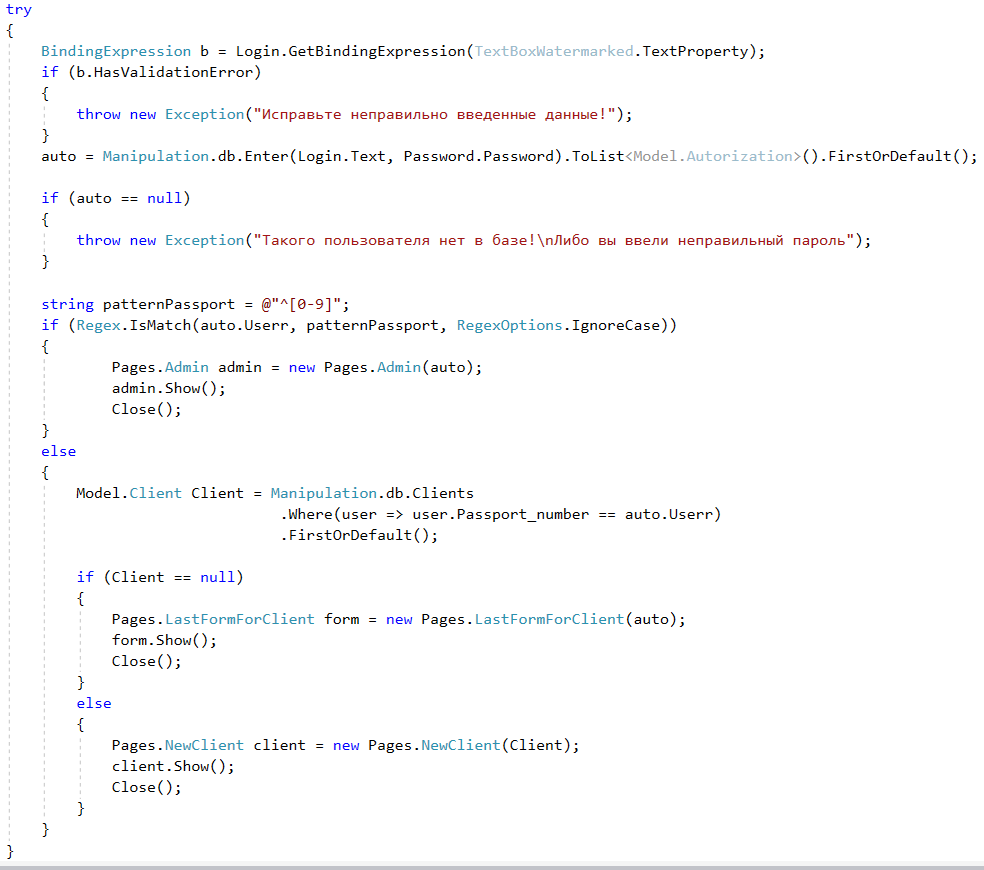 try
{
BindingExpression b = Login.GetBindingExpression(TextBoxWatermarked.TextProperty);
if (b.HasValidationError)
{
throw new Exception("Исправьте неправильно введенные данные!");
}
auto = Manipulation.db.Enter(Login.Text, Password.Password).ToList<Model.Autorization>().FirstOrDefault();
if (auto == null)
{
throw new Exception("Такого пользователя нет в базе!\nЛибо вы ввели неправильный пароль");
}
string patternPassport = @"^[0-9]";
if (Regex.IsMatch(auto.Userr, patternPassport, RegexOptions.IgnoreCase))
{
Pages.Admin admin = new Pages.Admin(auto);
admin.Show();
Close();
}
else
{
Model.Client Client = Manipulation.db.Clients
.Where(user => user.Passport_number == auto.Userr)
.FirstOrDefault();
if (Client == null)
{
Pages.LastFormForClient form = new Pages.LastFormForClient(auto);
form.Show();
Close();
}
else
{
Pages.NewClient client = new Pages.NewClient(Client);
client.Show();
Close();
}
}
}